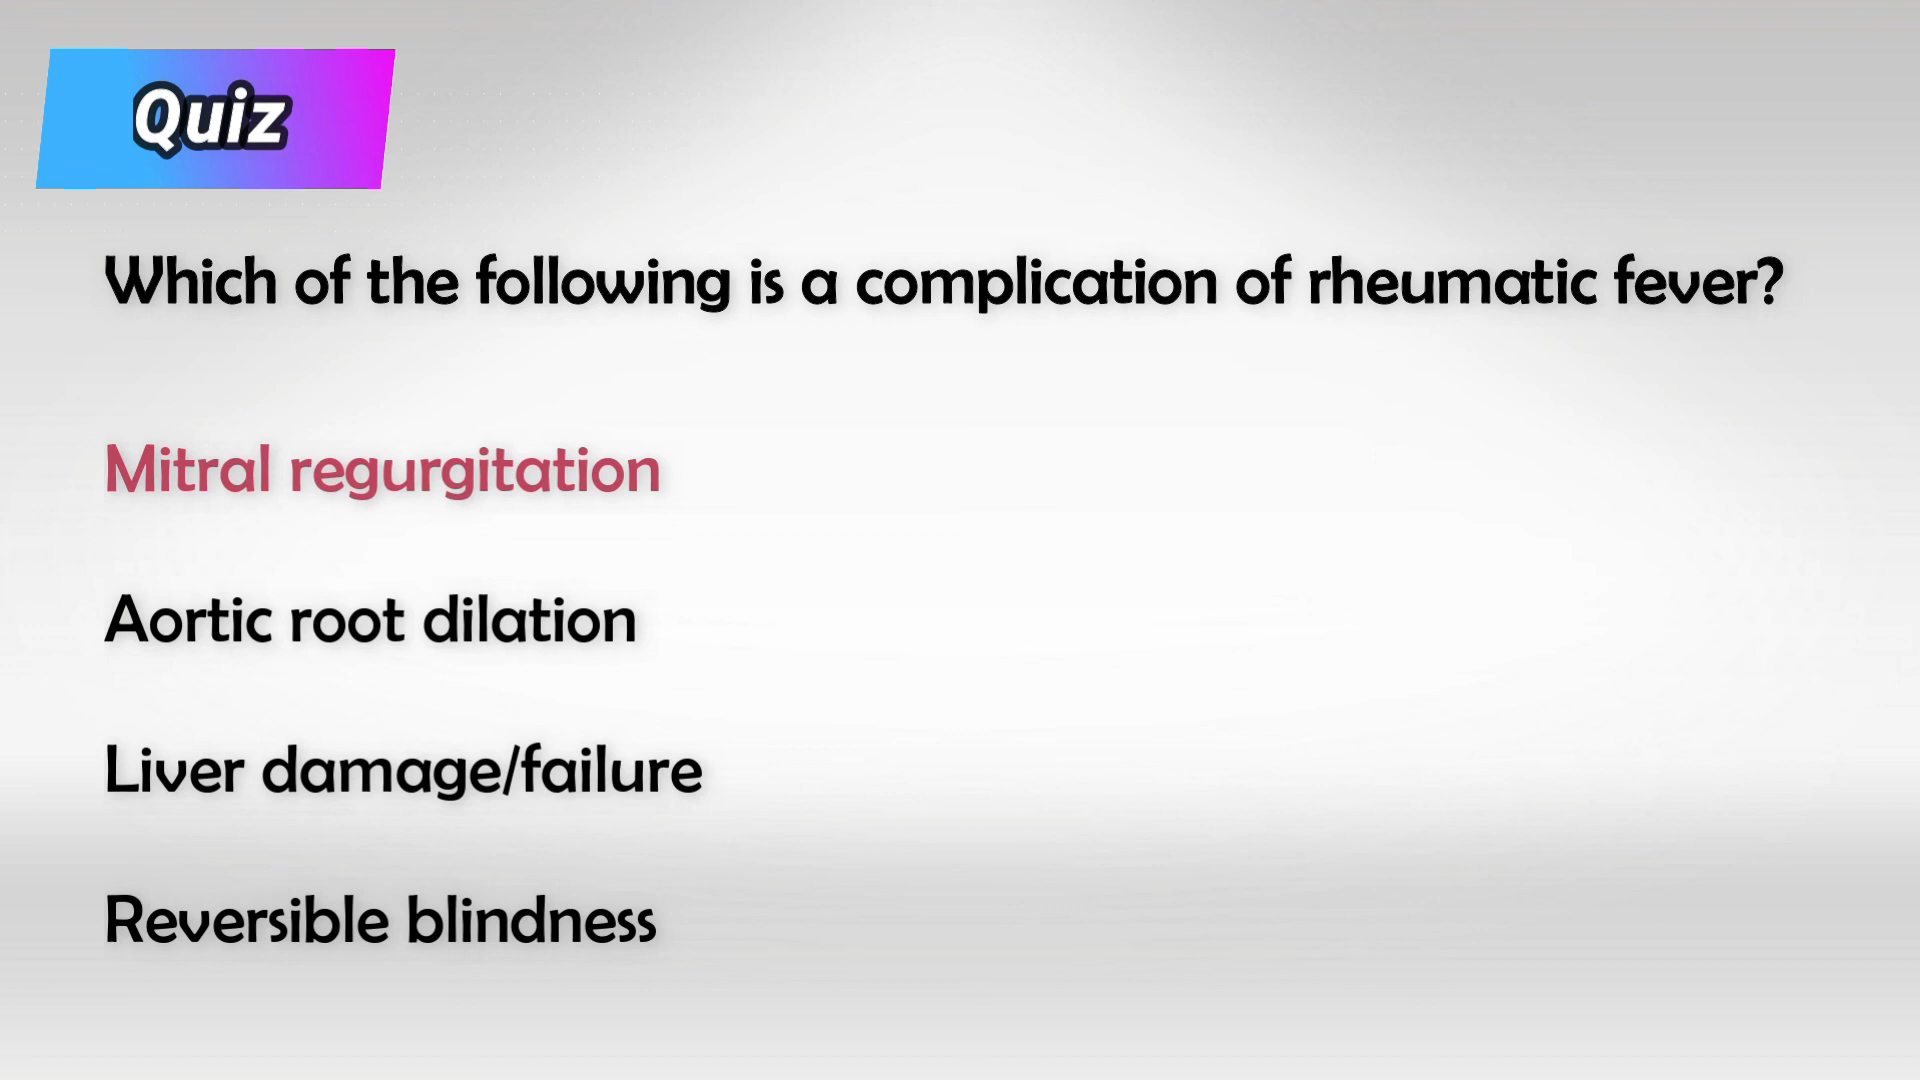 Quiz
Which of the following is a complication of rheumatic fever?
Mitral regurgitation
Aortic root dilation
Liver damage/failure
Reversible blindness